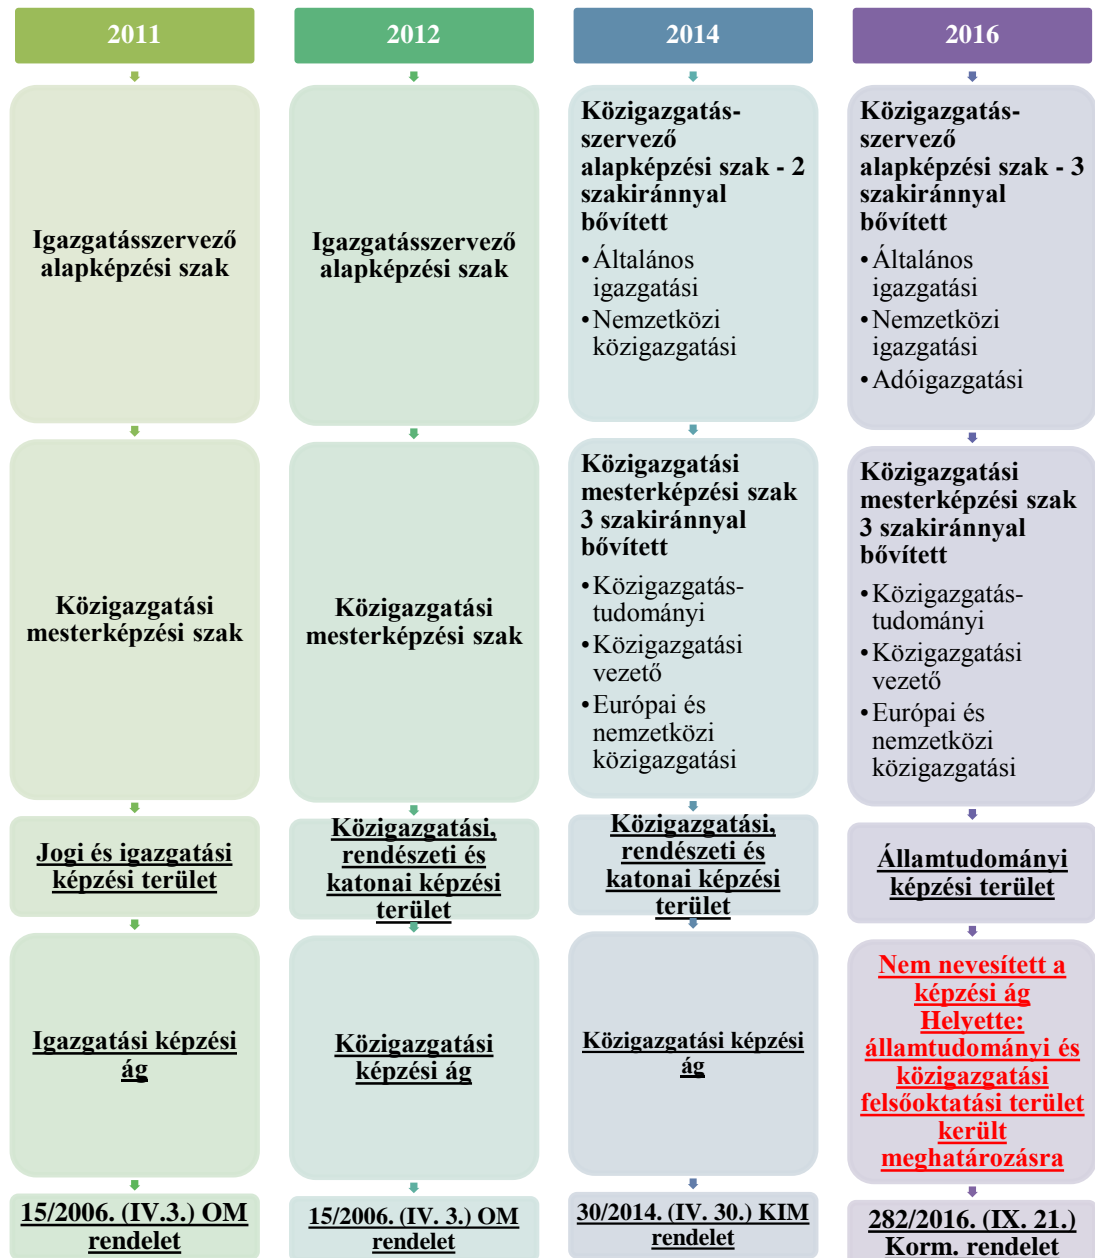 2011
Igazgatásszervező
alapképzési szak
Közigazgatási
mesterképzési szak
Jogi és igazgatási
képzési terület
Igazgatási képzési
ág
15/2006. (IV.3.) OM
rendelet
2012
Igazgatásszervező
alapképzési szak
Közigazgatási
mesterképzési szak
Közigazgatási,
rendészeti és
katonai képzési
terület
Közigazgatási
képzési ág
15/2006. (IV. 3.) OM
rendelet
2014
Közigazgatás-
szervező
alapképzési szak - 2
szakiránnyal
bővített
•Általános
igazgatási
•Nemzetközi
közigazgatási
Közigazgatási
mesterképzési szak
3 szakiránnyal
bővített
•Közigazgatás-
tudományi
•Közigazgatási
vezető
•Európai és
nemzetközi
közigazgatási
Közigazgatási,
rendészeti és
katonai képzési
terület
Közigazgatási képzési
ág
30/2014. (IV. 30.) KIM
rendelet
2016
Közigazgatás-
szervező
alapképzési szak - 3
szakiránnyal
bővített
•Általános
igazgatási
•Nemzetközi
igazgatási
•Adóigazgatási
Közigazgatási
mesterképzési szak
3 szakiránnyal
bővített
•Közigazgatás-
tudományi
•Közigazgatási
vezető
•Európai és
nemzetközi
közigazgatási
Államtudományi
képzési terület
Nem nevesített a
képzési ág
Helyette:
államtudományi és
közigazgatási
felsőoktatási terület
került
meghatározásra
282/2016. (IX. 21.)
Korm. rendelet